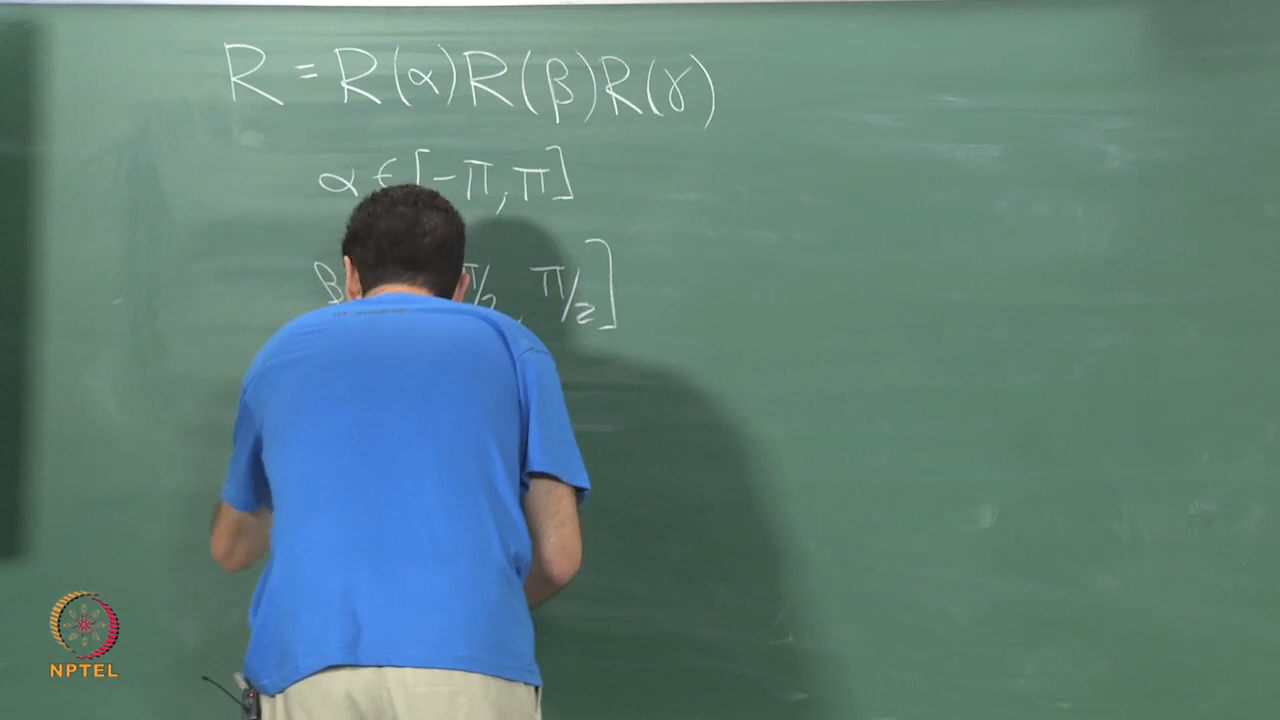 R = R(α)R(β)R(γ)
α ∈ [-π, π]
β π/2, π/2]
NPTEL